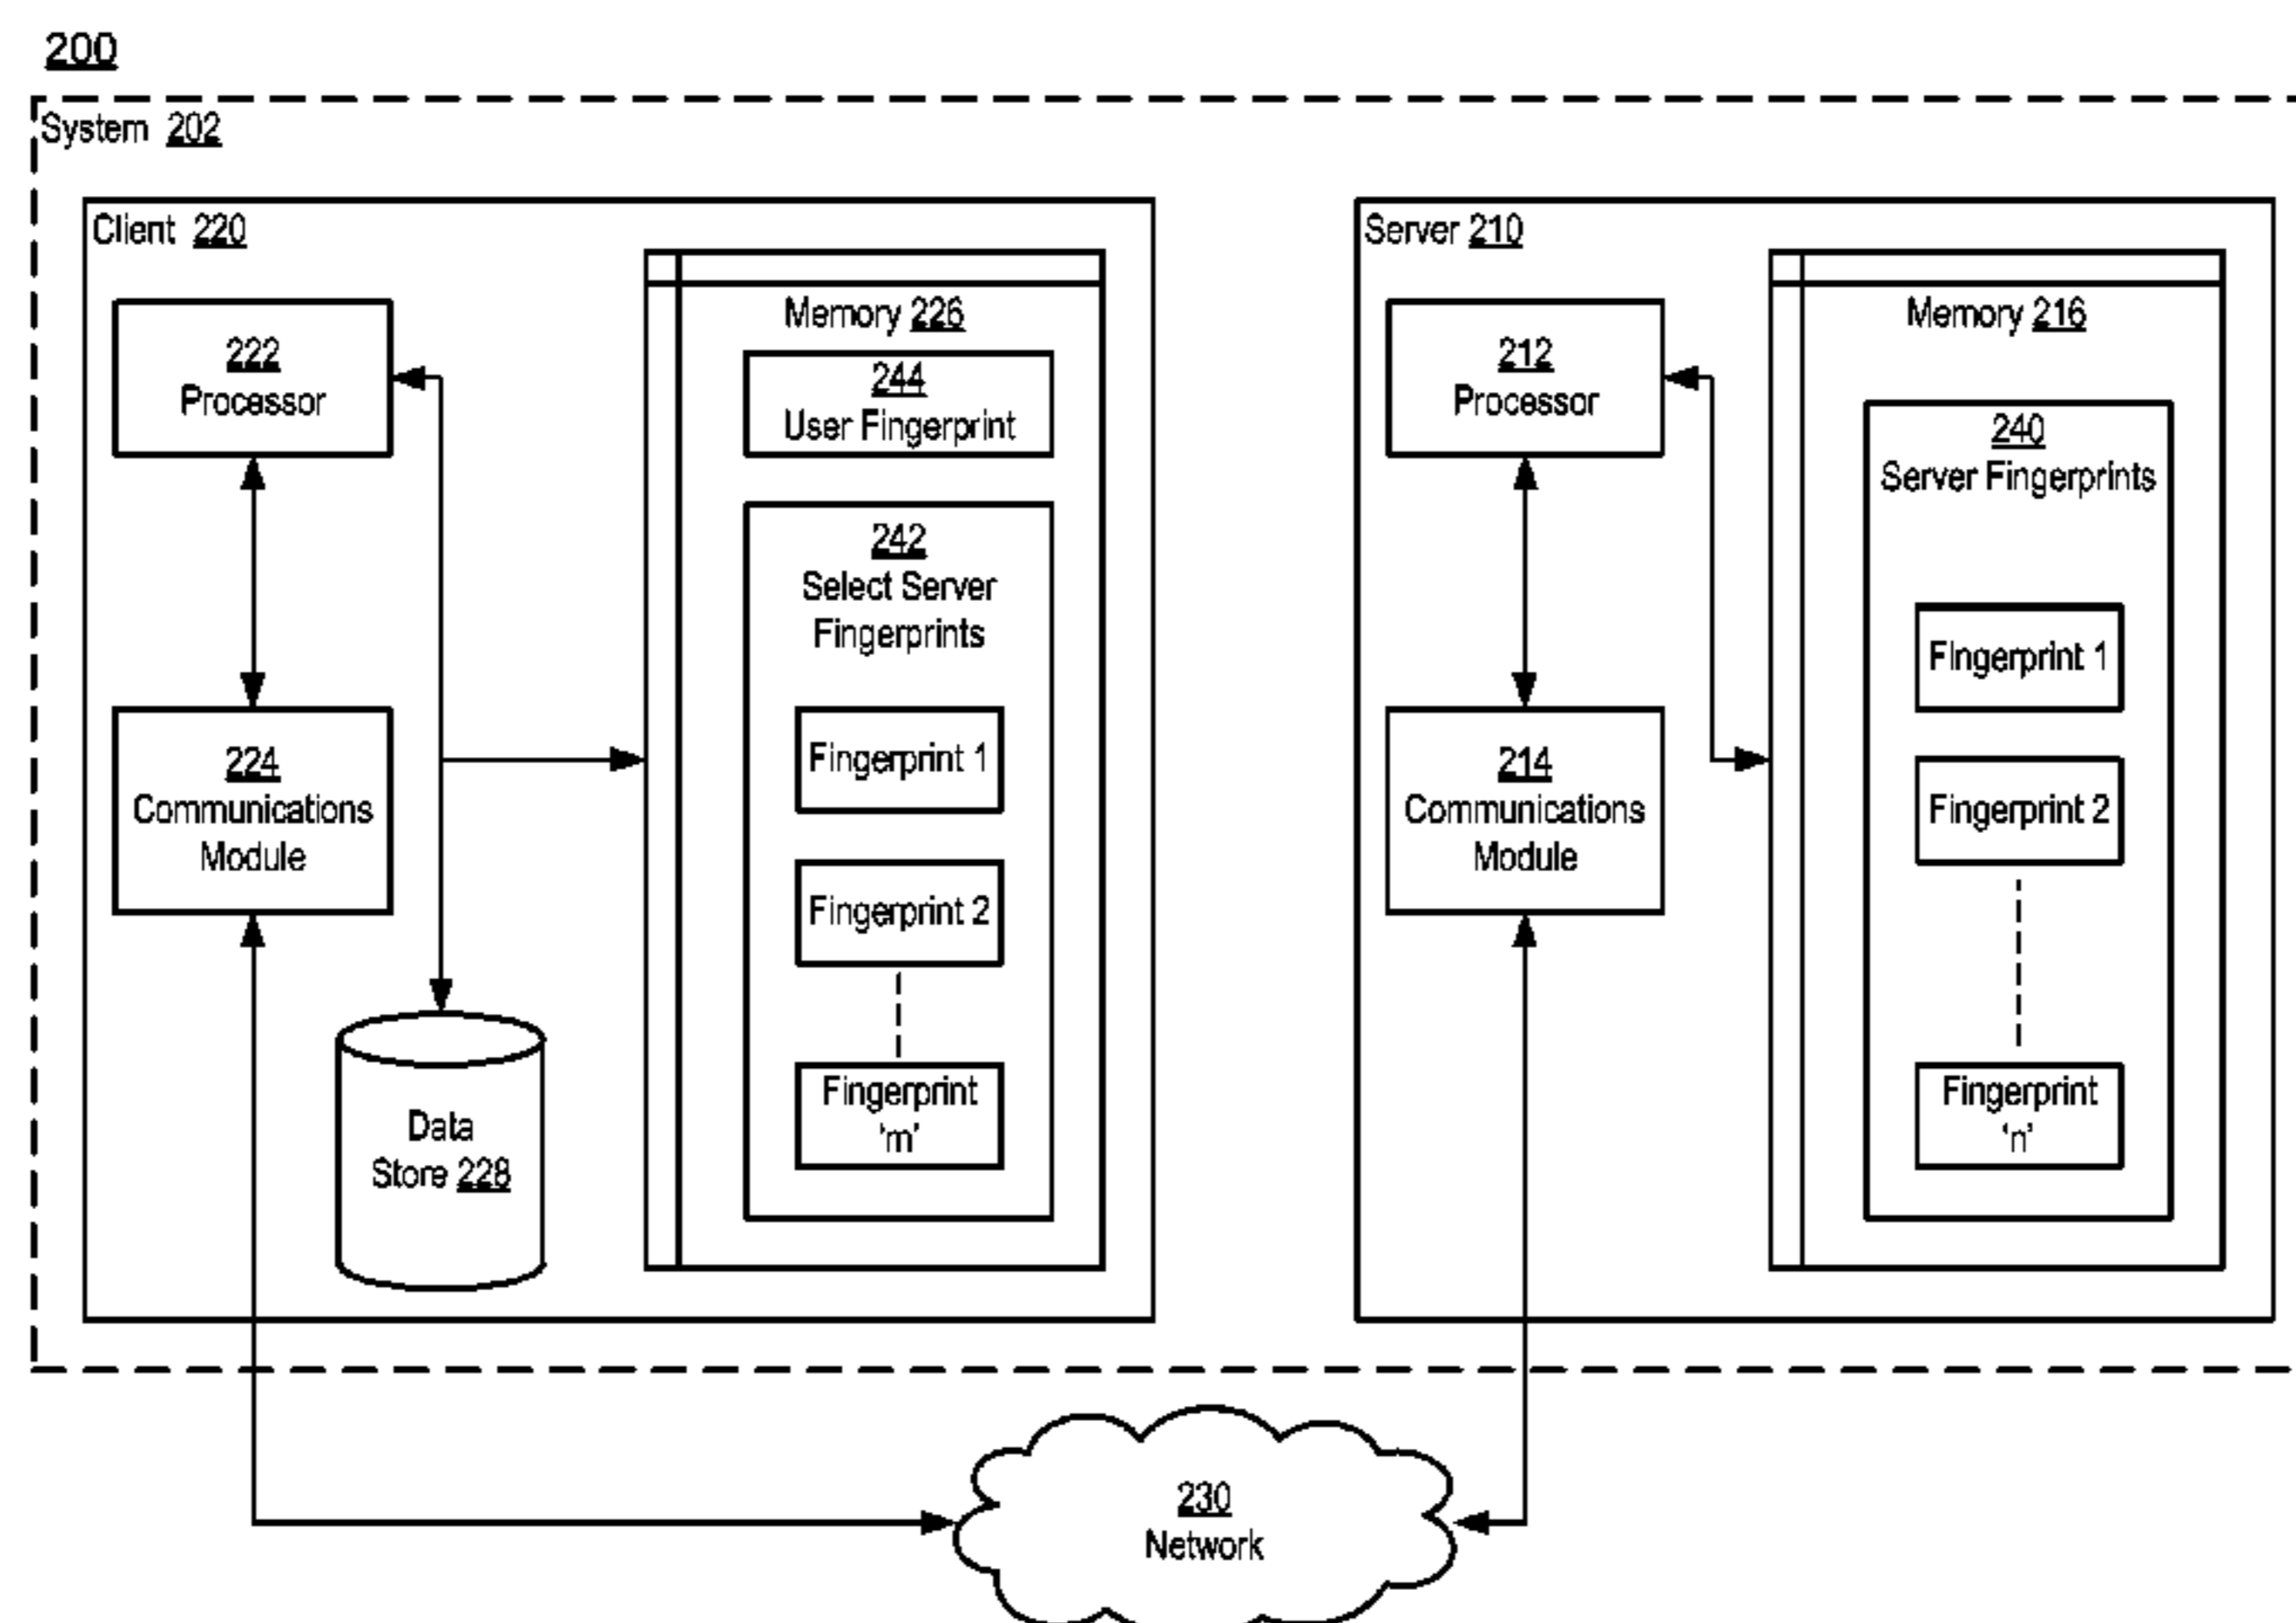 200
System 202
Client 220
222
Processor
224
Communications
Module
Data
Store 228
Memory 226
244
User Fingerprint
242
Select Server
Fingerprints
Fingerprint 1
Fingerprint 2
Fingerprint
'm'
Server 210
212
Processor
214
Communications
Module
Memory 216
240
Server Fingerprints
Fingerprint 1
Fingerprint 2
Fingerprint
'n'
230
Network